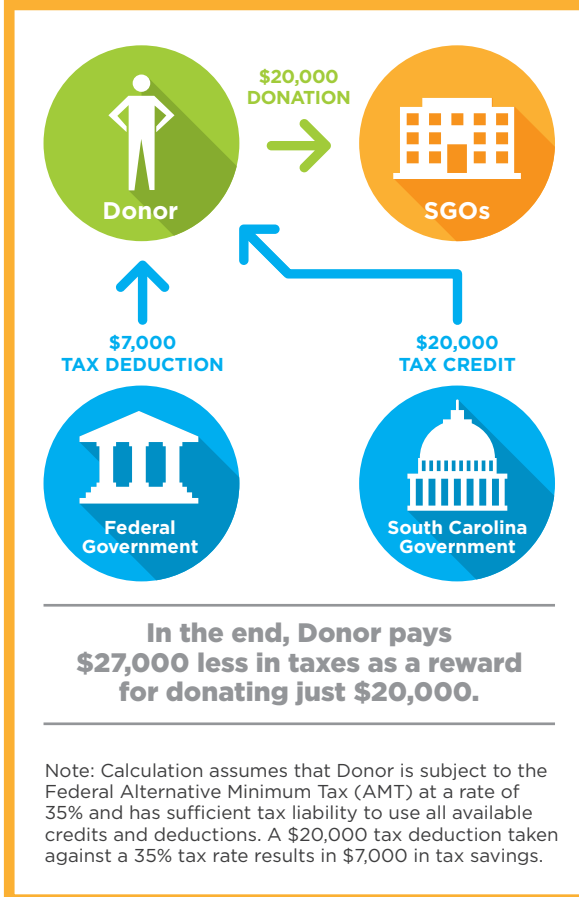 $20,000
DONATION
Donor
SGOs
$7,000
TAX DEDUCTION
$20,000
TAX CREDIT
Federal
Government
South Carolina
Government
In the end, Donor pays
$27,000 less in taxes as a reward
for donating just $20,000.
Note: Calculation assumes that Donor is subject to the
Federal Alternative Minimum Tax (AMT) at a rate of
35% and has sufficient tax liability to use all available
credits and deductions. A $20,000 tax deduction taken
against a 35% tax rate results in $7,000 in tax savings.